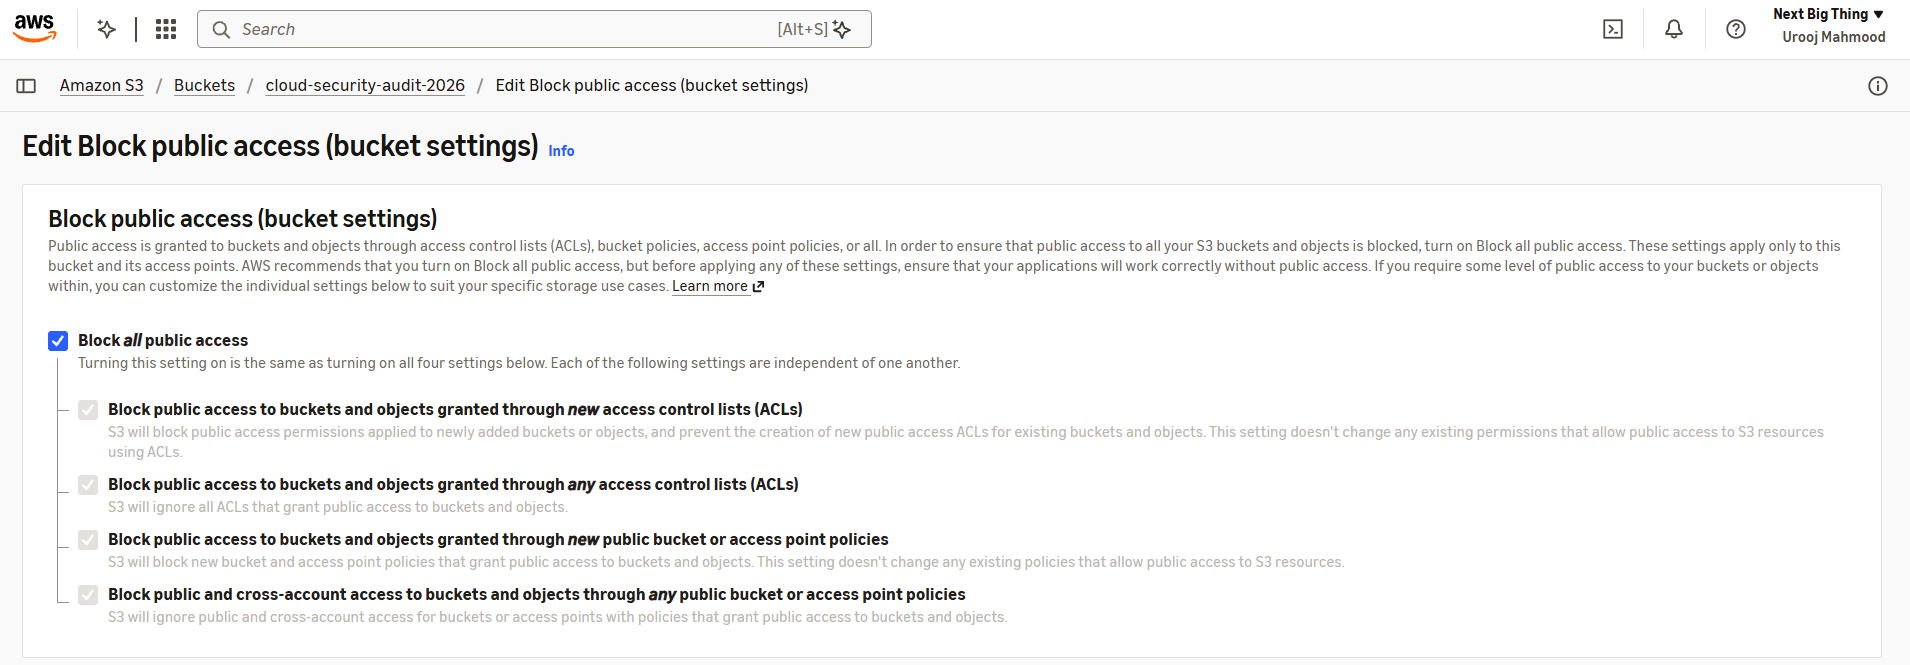 aws
Search [Alt+S]
Next Big Thing
Urooj Mahmood
Amazon S3 / Buckets / cloud-security-audit-2026 / Edit Block public access (bucket settings)
Edit Block public access (bucket settings) Info
Block public access (bucket settings)
Public access is granted to buckets and objects through access control lists (ACLs), bucket policies, access point policies, or all. In order to ensure that public access to all your S3 buckets and objects is blocked, turn on Block all public access. These settings apply only to this
bucket and its access points. AWS recommends that you turn on Block all public access, but before applying any of these settings, ensure that your applications will work correctly without public access. If you require some level of public access to your buckets or objects
within, you can customize the individual settings below to suit your specific storage use cases. Learn more
Block all public access
Turning this setting on is the same as turning on all four settings below. Each of the following settings are independent of one another.
Block public access to buckets and objects granted through new access control lists (ACLs)
S3 will block public access permissions applied to newly added buckets or objects, and prevent the creation of new public access ACLs for existing buckets and objects. This setting doesn't change any existing permissions that allow public access to S3 resources
using ACLs.
Block public access to buckets and objects granted through any access control lists (ACLs)
S3 will ignore all ACLs that grant public access to buckets and objects.
Block public access to buckets and objects granted through new public bucket or access point policies
S3 will block new bucket and access point policies that grant public access to buckets and objects. This setting doesn't change any existing policies that allow public access to S3 resources.
Block public and cross-account access to buckets and objects through any public bucket or access point policies
S3 will ignore public and cross-account access for buckets or access points with policies that grant public access to buckets and objects.